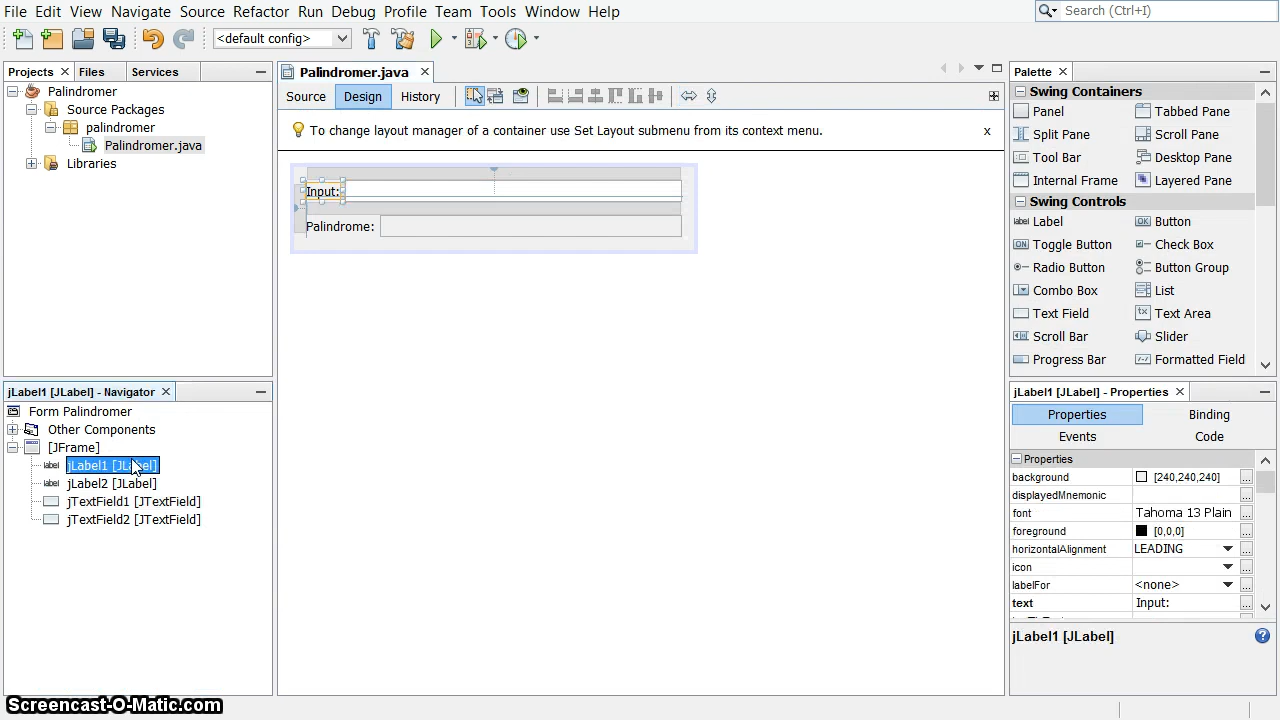 File Edit View Navigate Source Refactor Run Debug Profile Team Tools Window Help
Search (Ctrl+I)
<default config>
Projects Files Services
Palindromer
Source Packages
palindromer
Palindromer.java
Libraries
Palindromer.java
Source Design History
To change layout manager of a container use Set Layout submenu from its context menu. x
Input:
Palindrome:
Palette
Swing Containers
Panel Tabbed Pane
Split Pane Scroll Pane
Tool Bar Desktop Pane
Internal Frame Layered Pane
Swing Controls
label Label OK Button
ON Toggle Button Check Box
Radio Button Button Group
Combo Box List
Text Field Text Area
Scroll Bar Slider
Progress Bar Formatted Field
jLabel1 [JLabel] - Navigator
Form Palindromer
Other Components
[JFrame]
label jLabel1 [JLabel]
label jLabel2 [JLabel]
jTextField1 [JTextField]
jTextField2 [JTextField]
jLabel1 [JLabel] - Properties
Properties Binding
Events Code
Properties
background [240,240,240] ...
displayedMnemonic ...
font Tahoma 13 Plain ...
foreground [0,0,0] ...
horizontalAlignment LEADING ...
icon ...
labelFor <none> ...
text Input: ...
jLabel1 [JLabel]
Screencast-O-Matic.com